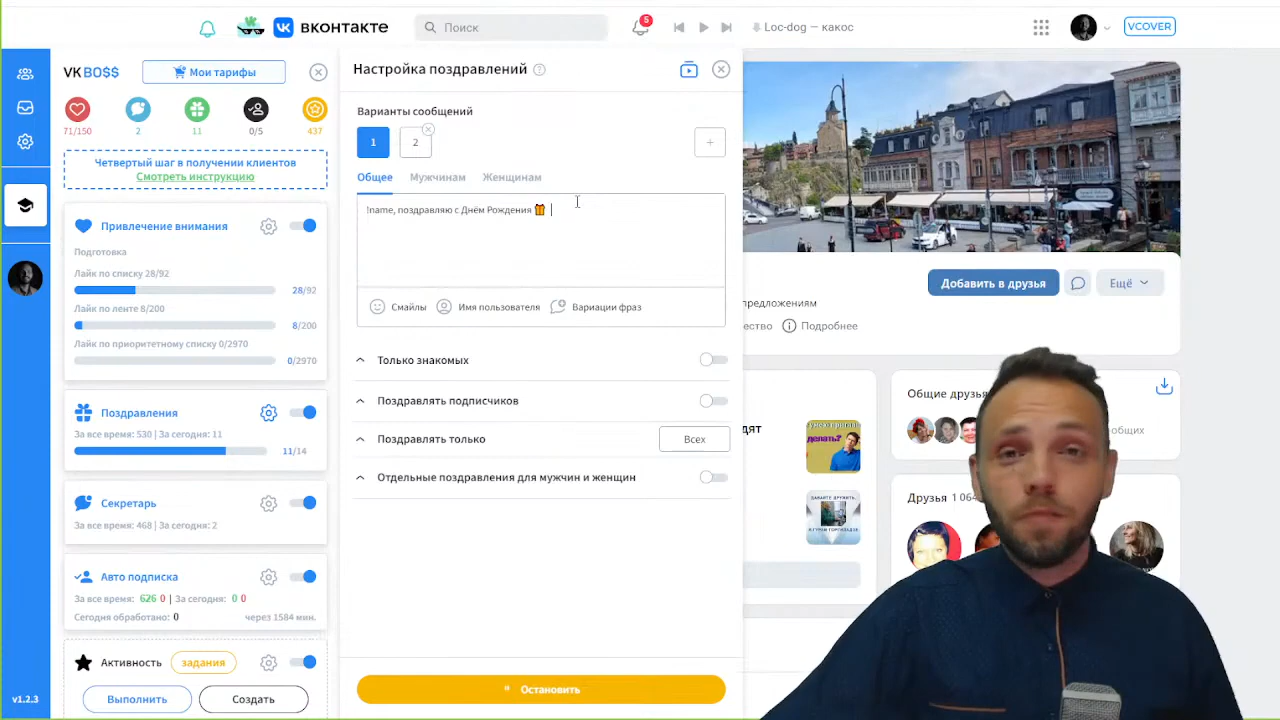 вконтакте
Поиск
5
Loc-dog — какос
VCOVER
VKBO$$
Мои тарифы
71/150
2
11
0/5
437
Четвертый шаг в получении клиентов
Смотреть инструкцию
Привлечение внимания
Подготовка
Лайк по списку 28/92
28/92
Лайк по ленте 8/200
8/200
Лайк по приоритетному списку 0/2970
0/2970
Поздравления
За все время: 530 | За сегодня: 11
11/14
Секретарь
За все время: 468 | За сегодня: 2
Авто подписка
За все время: 626 0 | За сегодня: 0 0
Сегодня обработано: 0
через 1584 мин.
Активность
задания
Выполнить
Создать
v1.2.3
Настройка поздравлений
Варианты сообщений
1
2
+
Общее
Мужчинам
Женщинам
!name, поздравляю с Днём Рождения 🎁
Смайлы
Имя пользователя
Вариации фраз
Только знакомых
Поздравлять подписчиков
Поздравлять только
Всех
Отдельные поздравления для мужчин и женщин
Остановить
Добавить в друзья
Ещё
предложениям
Подробнее
Общие друзья
делать?
Друзья 1 064